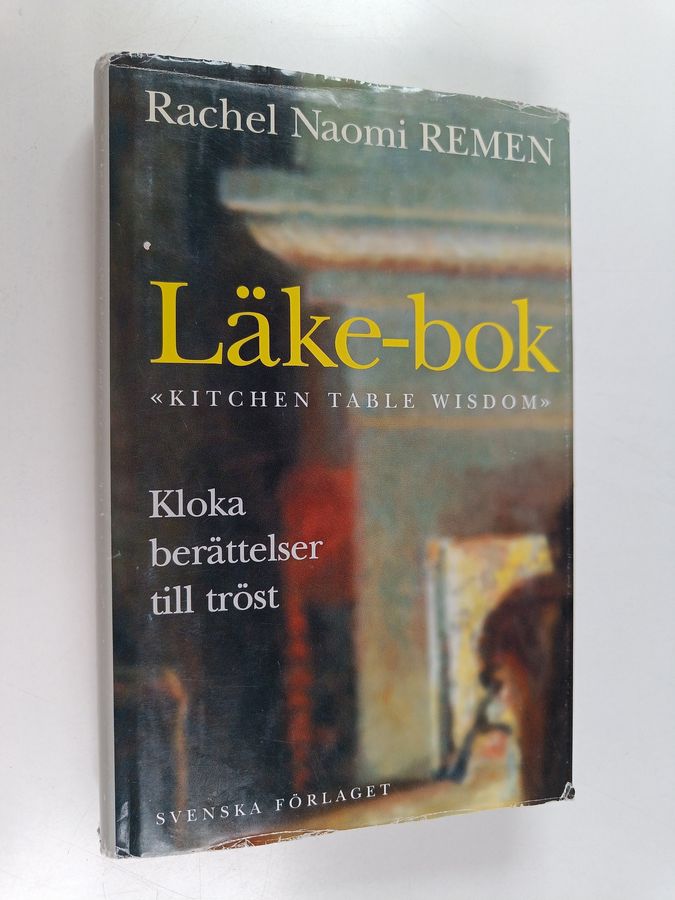 Rachel Naomi REMEN
Läke-bok
«KITCHEN TABLE WISDOM»
Kloka
berättelser
till tröst
SVENSKA FÖRLAGET